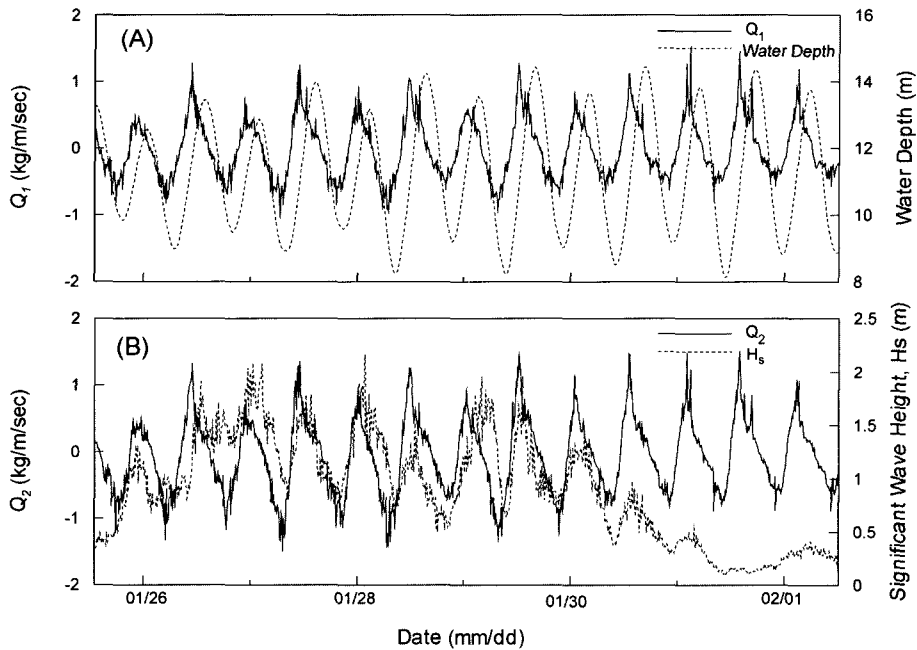 (A)
Q1
Water Depth
2
1
0
-1
-2
Q1 (kg/m/sec)
16
14
12
10
8
Water Depth (m)
(B)
Q2
Hs
2
1
0
-1
-2
Q2 (kg/m/sec)
2.5
2
1.5
1
0.5
0
Significant Wave Height, Hs (m)
01/26
01/28
01/30
02/01
Date (mm/dd)